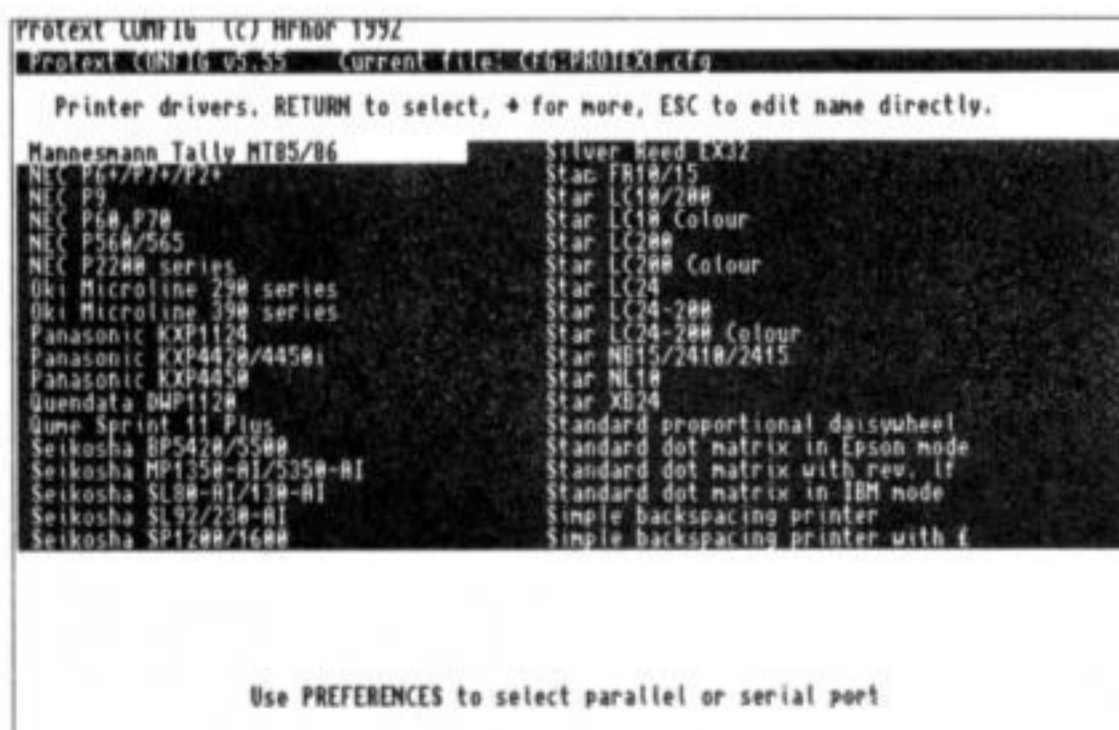 Protext CONFIG (C) Arnor 1992
Protext CONFIG v5.55 Current file: CFG:PROTEXT.cfg
Printer drivers. RETURN to select, + for more, ESC to edit name directly.
Mannesmann Tally MT85/86
NEC P6+/P7+/P2+
NEC P9
NEC P60,P70
NEC P560/565
NEC P2200 series
Oki Microline 290 series
Oki Microline 390 series
Panasonic KXP1124
Panasonic KXP4420/4450i
Panasonic KXP4450
Quendata DWP1120
Qume Sprint 11 Plus
Seikosha BP5420/5500
Seikosha MP1350-AI/5350-AI
Seikosha SL80-AI/130-AI
Seikosha SL92/230-AI
Seikosha SP1200/1600
Silver Reed EX32
Star FR10/15
Star LC10/200
Star LC10 Colour
Star LC200
Star LC200 Colour
Star LC24
Star LC24-200
Star LC24-200 Colour
Star NB15/2410/2415
Star NL10
Star XB24
Standard proportional daisywheel
Standard dot matrix in Epson mode
Standard dot matrix with rev. lf
Standard dot matrix in IBM mode
Simple backspacing printer
Simple backspacing printer with £
Use PREFERENCES to select parallel or serial port